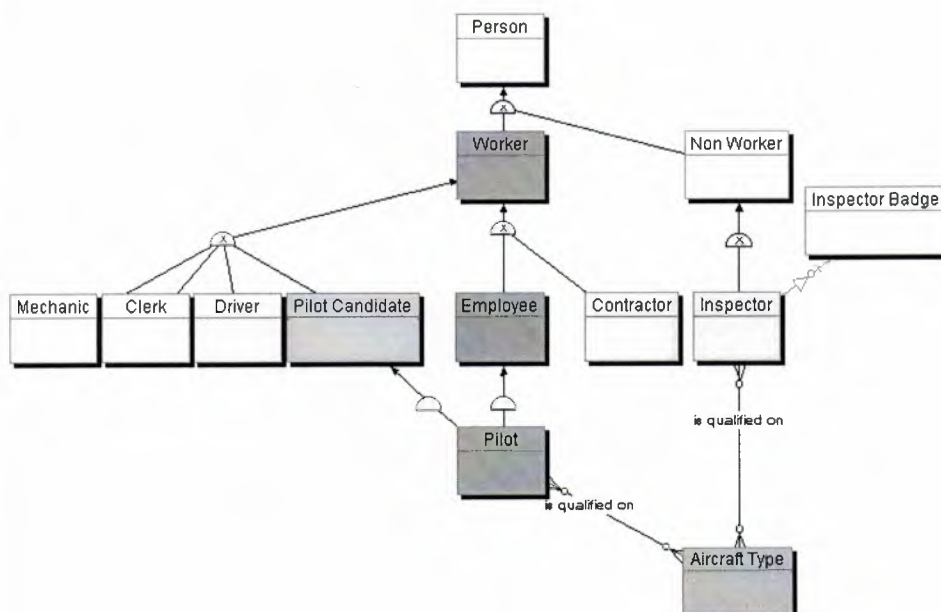 Person
x
Worker
Non Worker
Inspector Badge
x
x
x
Mechanic
Clerk
Driver
Pilot Candidate
Employee
Contractor
Inspector
is qualified on
Pilot
is qualified on
Aircraft Type